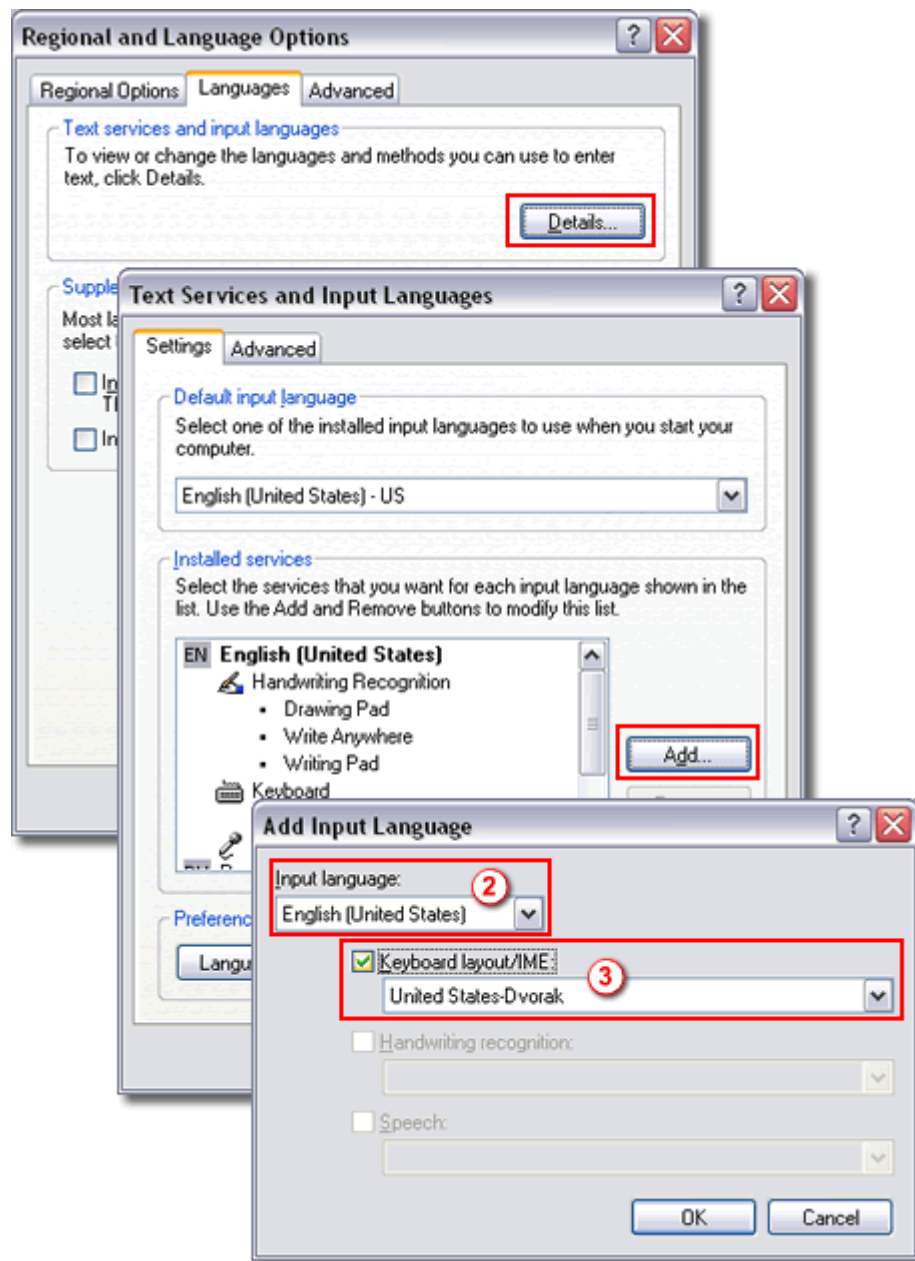 Regional and Language Options
Regional Options Languages Advanced
Text services and input languages
To view or change the languages and methods you can use to enter
text, click Details.
Details...
Text Services and Input Languages
Most
select
Settings Advanced
Default input language
Select one of the installed input languages to use when you start your
computer.
English (United States) - US
Installed services
Select the services that you want for each input language shown in the
list. Use the Add and Remove buttons to modify this list.
EN English (United States)
Handwriting Recognition
• Drawing Pad
• Write Anywhere
• Writing Pad
Add...
Keyboard
Add Input Language
Input language:
2
English (United States)
Keyboard layout/IME:
3
United States-Dvorak
Handwriting recognition:
Speech:
OK Cancel